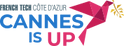 FRENCH TECH CÔTE D'AZUR
CANNES
IS UP